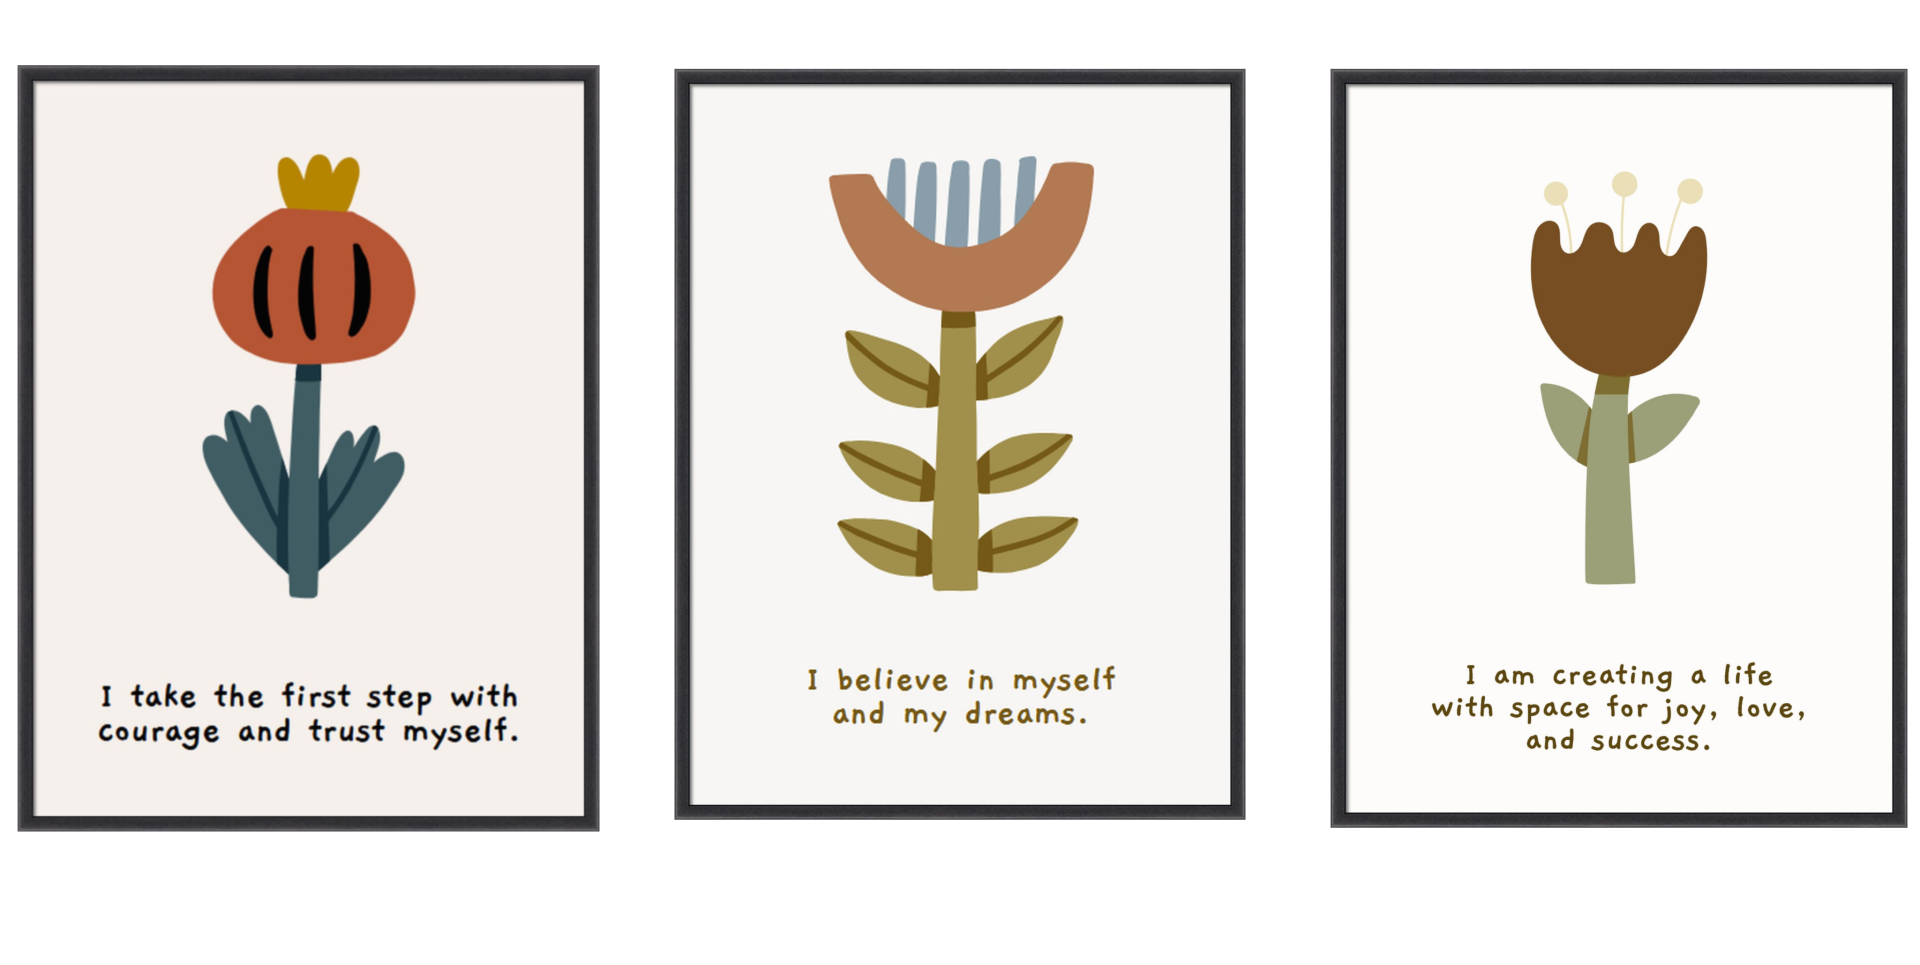 I take the first step with
courage and trust myself.
I believe in myself
and my dreams.
I am creating a life
with space for joy, love,
and success.